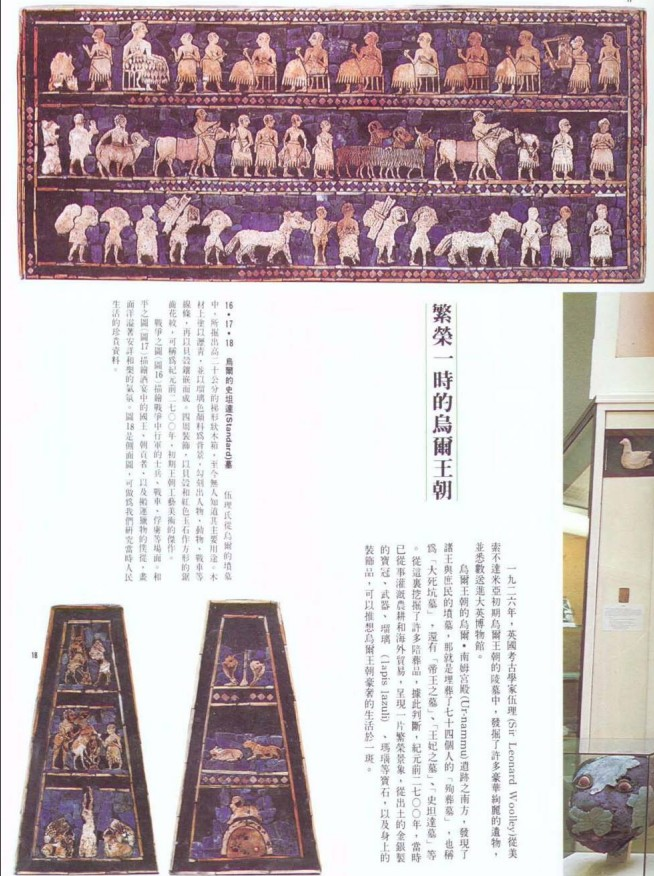 繁榮一時的烏爾王朝
一九二六年，英國考古學家伍理(Sir Leonard Woolley)從美
索不達米亞初期烏爾王朝的陵墓中，發掘了許多豪華絢麗的遺物，
並悉數送進大英博物館。
烏爾王朝的烏爾・南姆宮殿(Ur-nammu)遺跡之南方，發現了
諸王與庶民的墳墓，那就是埋葬了七十四個人的「殉葬墓」，也稱
爲「大死坑墓」，還有「帝王之墓」、「王妃之墓」、「史坦達墓」等
。從這裏挖掘了許多陪葬品，據此判斷，紀元前二七○○年，當時
已從事灌溉農耕和海外貿易，呈現一片繁榮景象，從出土的金銀製
的寶冠、武器、瑠璃（lapis lazuli）、瑪瑙等寶石，以及身上的
裝飾品，可以推想烏爾王朝豪奢的生活於一斑。
16・17・18　烏爾的史坦達(Standard)墓　伍理氏從烏爾的墳墓
中，所掘出高二十公分的梯形狀木箱，至今無人知道其主要用途。木
材上塗以瀝靑，並以瑠璃色顏料爲背景，勾刻出人物、動物、戰車等
線條，再以貝殼鑲嵌而成。四周裝飾，以貝殼和紅色玉石作方形的鋸
齒花紋，可稱爲紀元前二七○○年，初期王朝工藝美術的傑作。
戰爭之圖(圖16)描繪戰爭中行軍的士兵、戰車、俘虜等場面。和
平之圖(圖17)描繪酒宴中的國王、朝貢者，以及搬運獵物的僕從，畫
面洋溢著安詳和樂的氣氛。圖18是側面圖，可做爲我們研究當時人民
生活的珍貴資料。
18